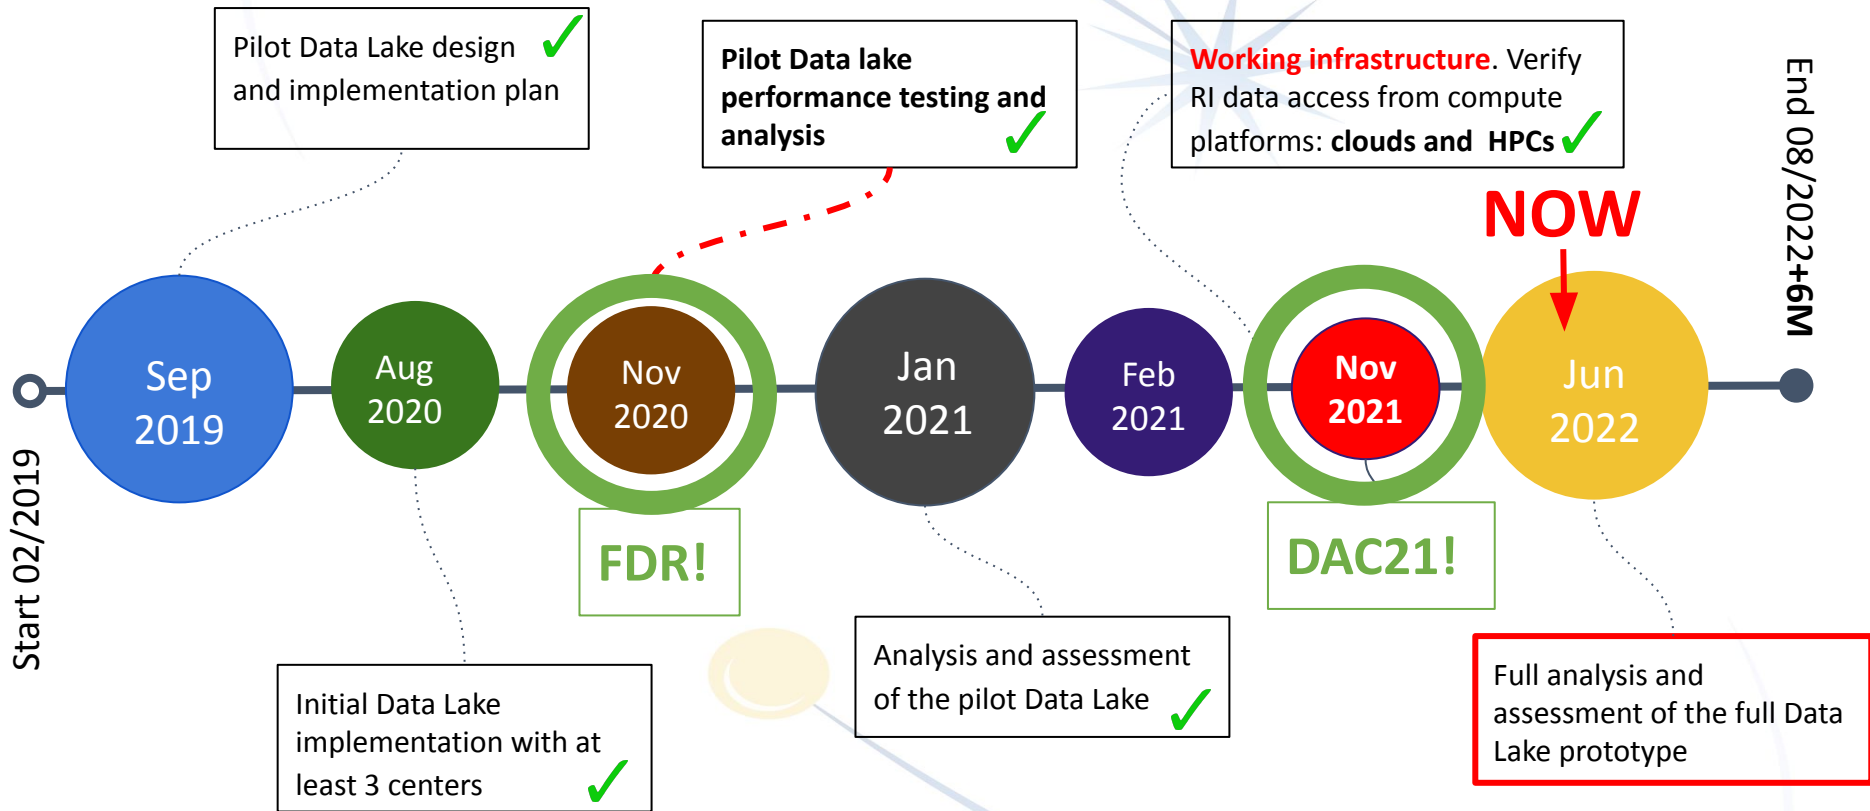 Pilot Data Lake design
and implementation plan
Pilot Data lake
performance testing and
analysis
Working infrastructure. Verify
RI data access from compute
platforms: clouds and HPCs
NOW
Start 02/2019
Sep
2019
Aug
2020
Nov
2020
Jan
2021
Feb
2021
Nov
2021
Jun
2022
End 08/2022+6M
FDR!
DAC21!
Initial Data Lake
implementation with at
least 3 centers
Analysis and assessment
of the pilot Data Lake
Full analysis and
assessment of the full Data
Lake prototype